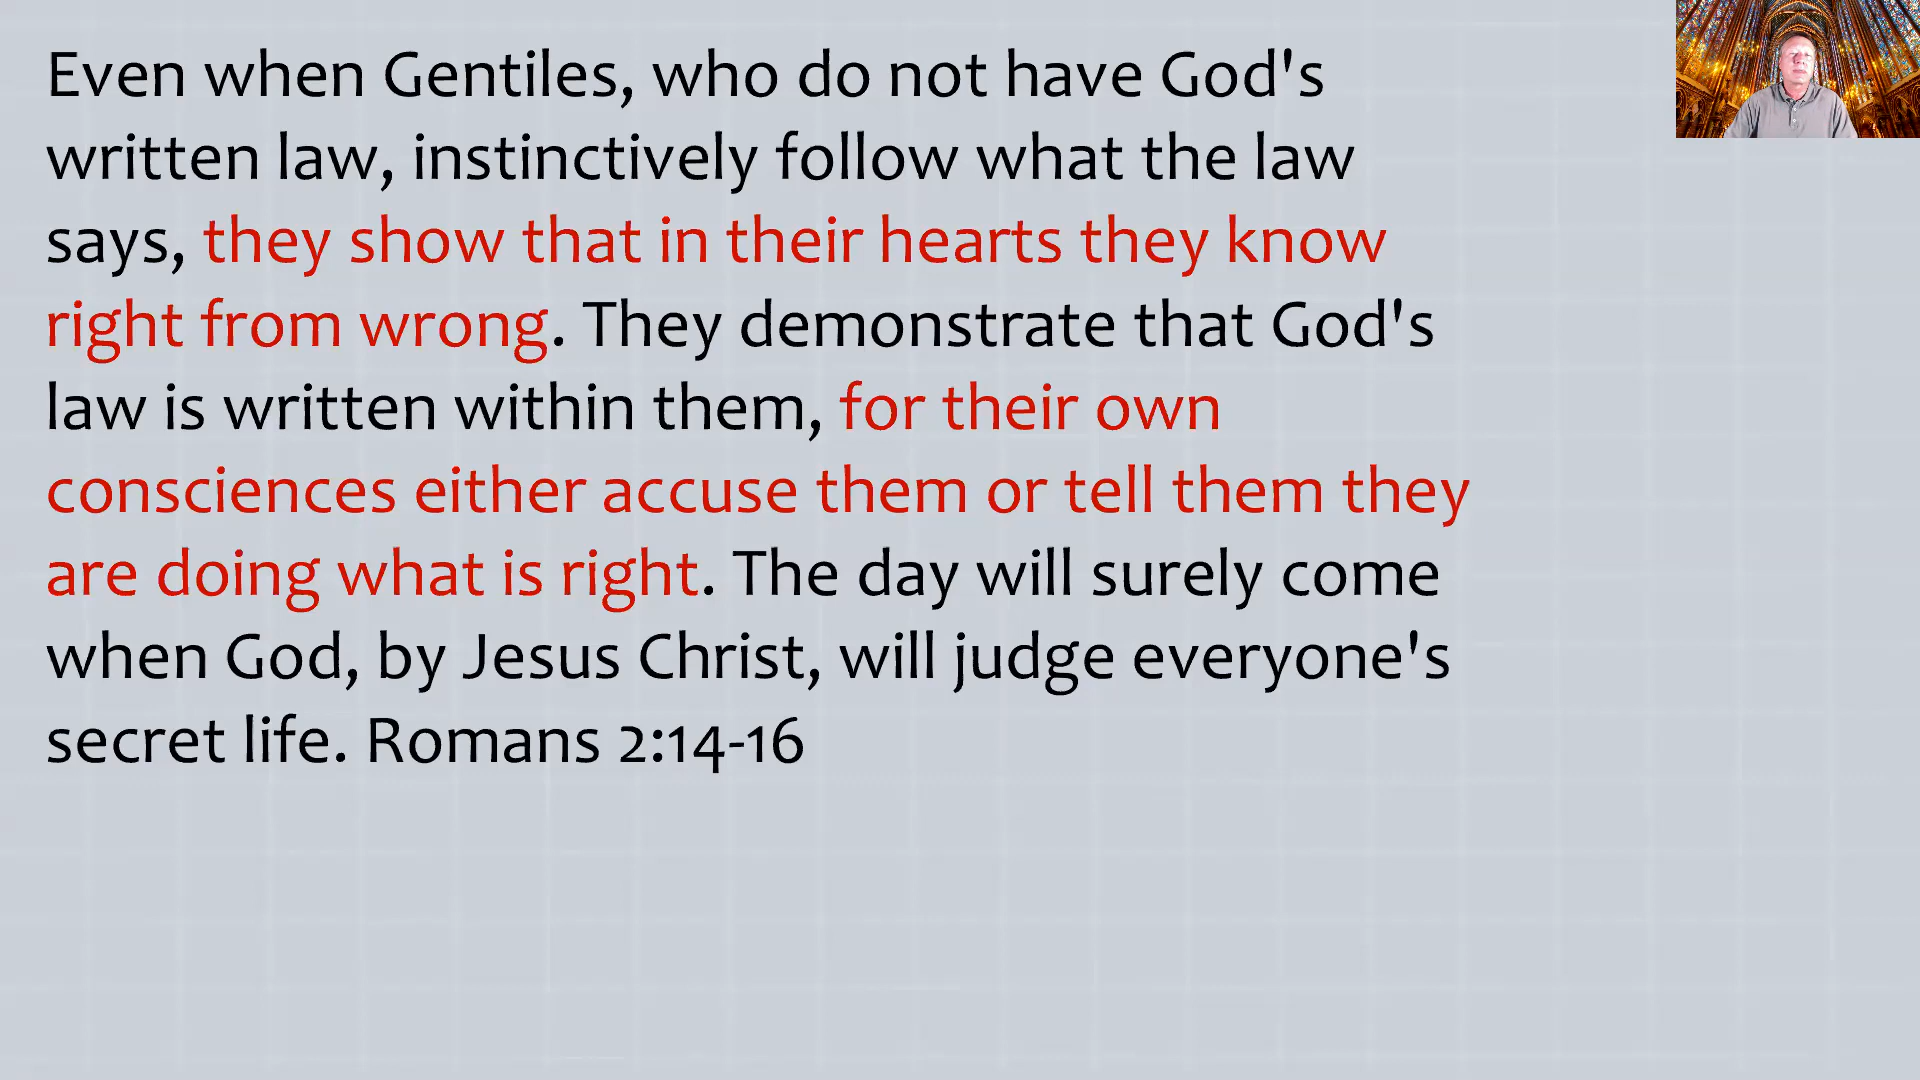 Even when Gentiles, who do not have God's
written law, instinctively follow what the law
says, they show that in their hearts they know
right from wrong. They demonstrate that God's
law is written within them, for their own
consciences either accuse them or tell them they
are doing what is right. The day will surely come
when God, by Jesus Christ, will judge everyone's
secret life. Romans 2:14-16